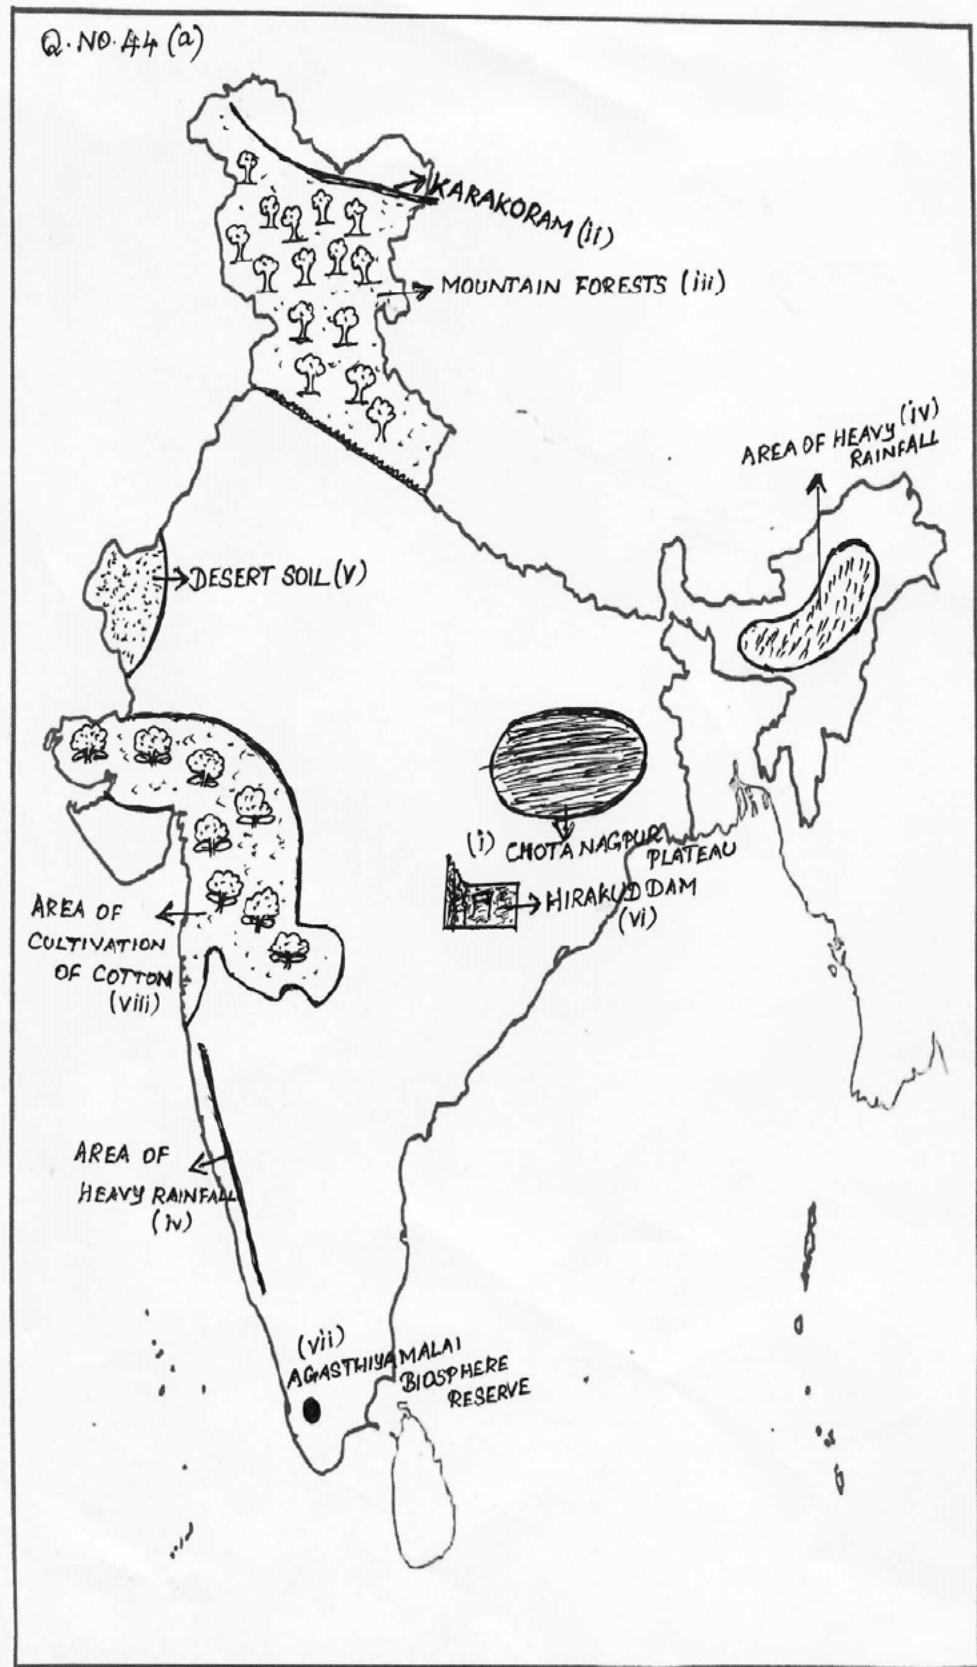 Q.NO.44 (a)
KARAKORAM (ii)
MOUNTAIN FORESTS (iii)
AREA OF HEAVY (iv)
RAINFALL
DESERT SOIL (V)
(i) CHOTA NAGPUR
PLATEAU
HIRAKUD DAM
(vi)
AREA OF
CULTIVATION
OF COTTON
(viii)
AREA OF
HEAVY RAINFALL
(iv)
(vii)
AGASTHIYAMALAI
BIOSPHERE
RESERVE